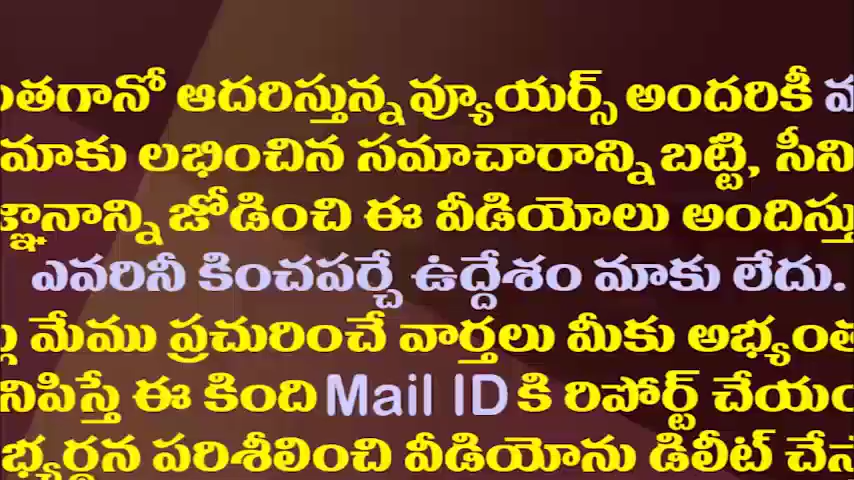 ఆదరిస్తున్న వ్యూయర్స్ అందరికీ
మాకు లభించిన సమాచారాన్ని బట్టి,
జోడించి ఈ వీడియోలు
ఎవరినీ కించపర్చే ఉద్దేశం మాకు లేదు.
మేము ప్రచురించే వార్తలు మీకు
ఈ కింది Mail ID కి రిపోర్ట్
పరిశీలించి వీడియోను డిలీట్